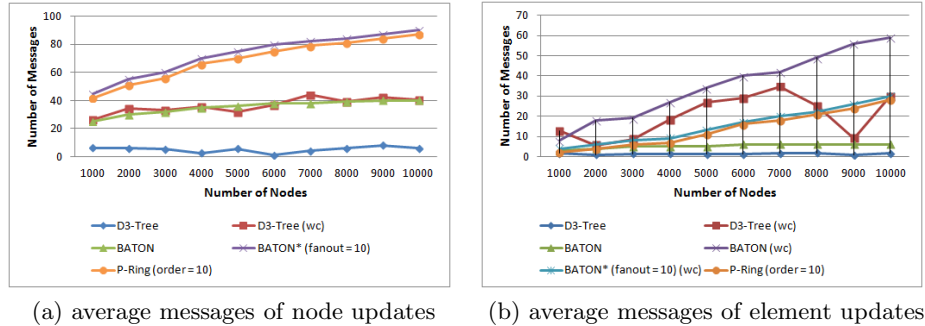 Number of Messages
100
80
60
40
20
0
1000 2000 3000 4000 5000 6000 7000 8000 9000 10000
Number of Nodes
D3-Tree
D3-Tree (wc)
BATON
BATON* (fanout = 10)
P-Ring (order = 10)
(a) average messages of node updates
Number of Messages
70
60
50
40
30
20
10
0
1000 2000 3000 4000 5000 6000 7000 8000 9000 10000
Number of Nodes
D3-Tree
D3-Tree (wc)
BATON
BATON (wc)
BATON* (fanout = 10) (wc)
P-Ring (order = 10)
(b) average messages of element updates